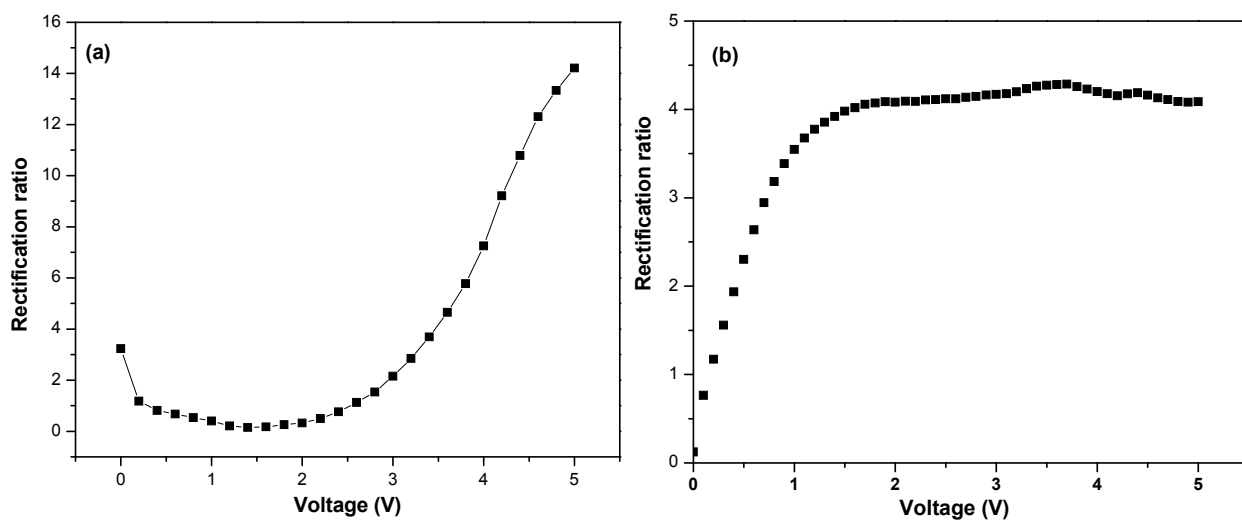 (a)
Rectification ratio
16
14
12
10
8
6
4
2
0
0 1 2 3 4 5
Voltage (V)
(b)
Rectification ratio
5
4
3
2
1
0
0 1 2 3 4 5
Voltage (V)